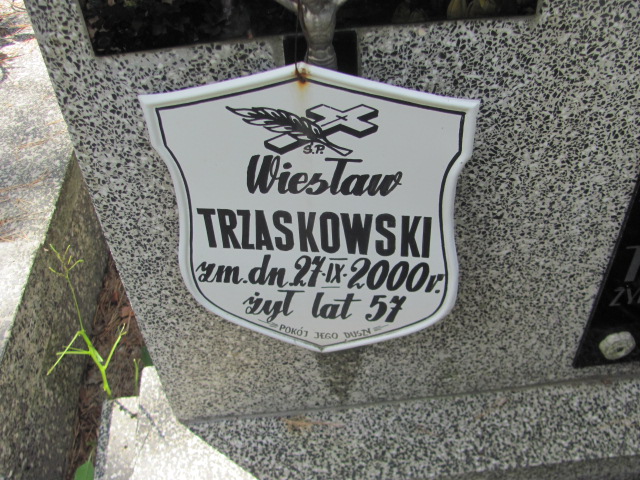 Ś.P.
Wiesław
TRZASKOWSKI
zm. dn. 27·IX·2000 r.
żył lat 57
POKÓJ JEGO DUSZY